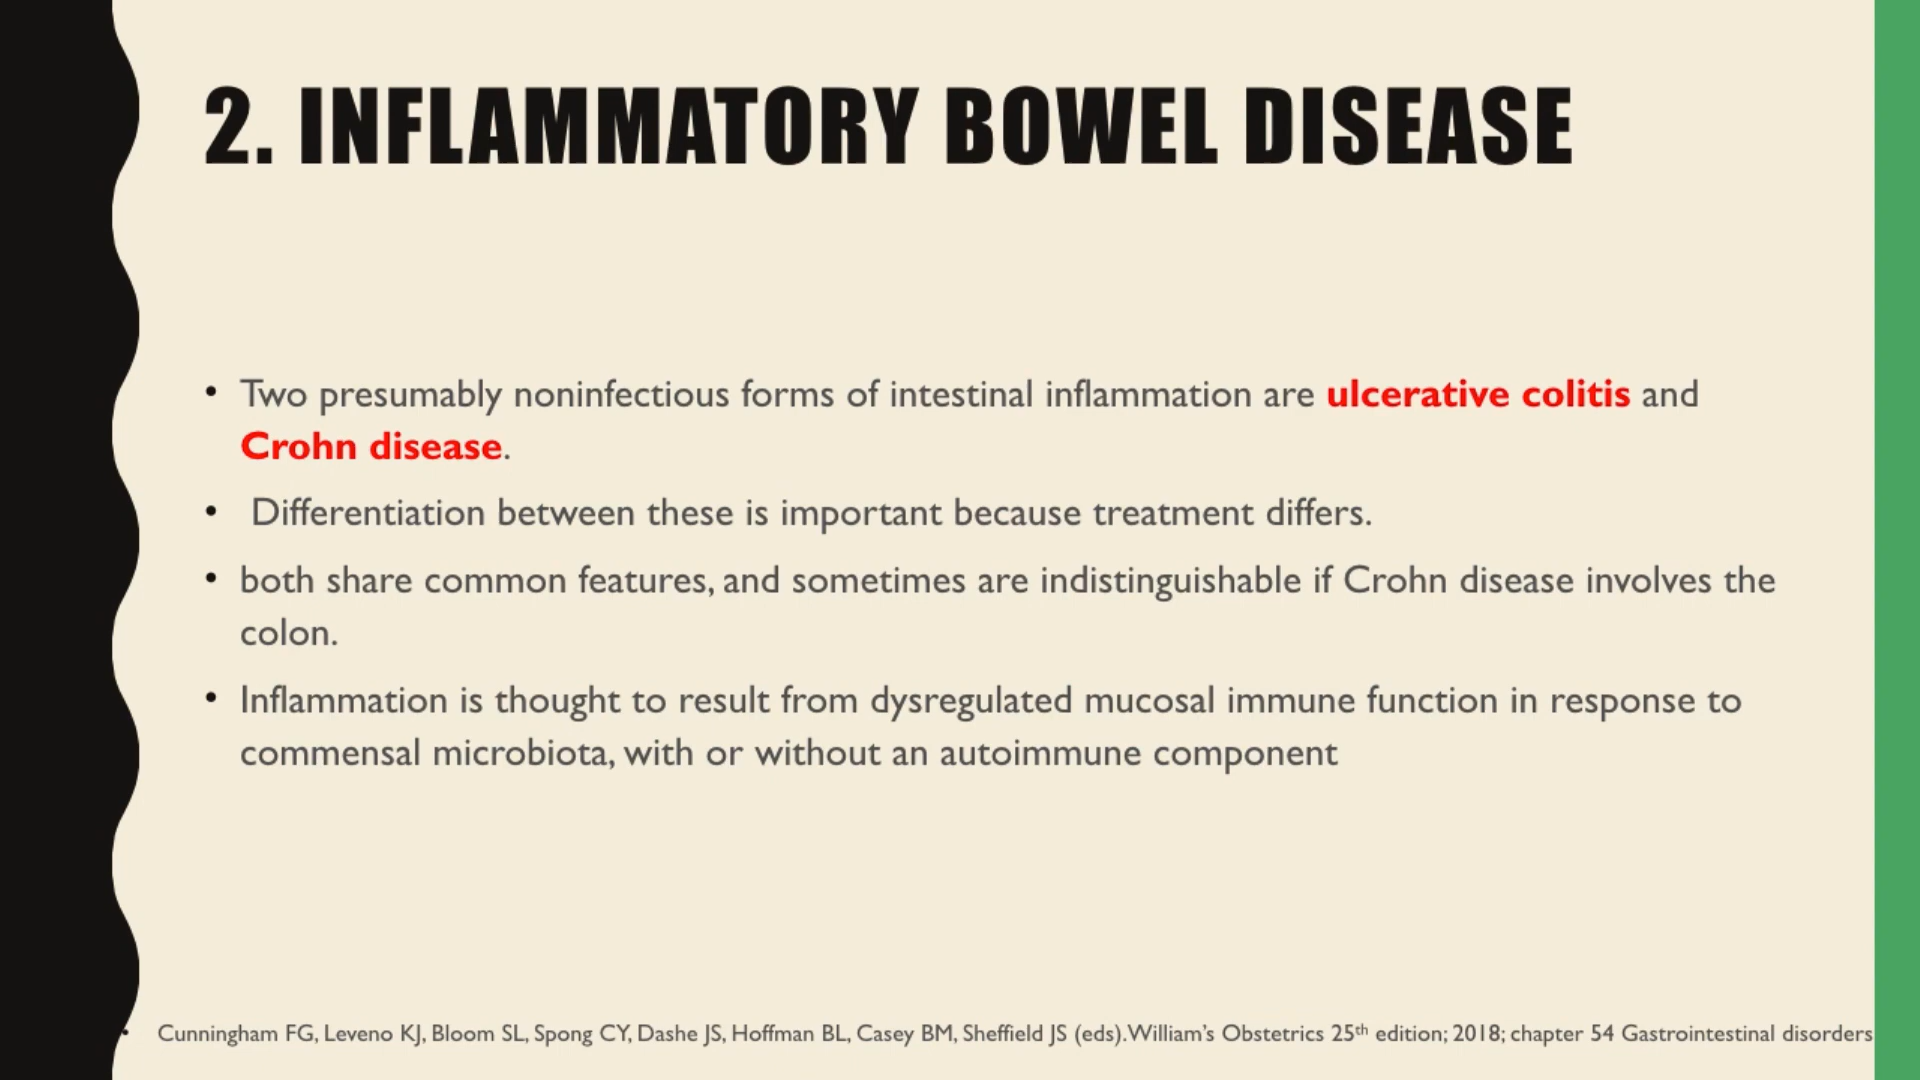 2. INFLAMMATORY BOWEL DISEASE
• Two presumably noninfectious forms of intestinal inflammation are ulcerative colitis and
Crohn disease.
• Differentiation between these is important because treatment differs.
• both share common features, and sometimes are indistinguishable if Crohn disease involves the
colon.
• Inflammation is thought to result from dysregulated mucosal immune function in response to
commensal microbiota, with or without an autoimmune component
• Cunningham FG, Leveno KJ, Bloom SL, Spong CY, Dashe JS, Hoffman BL, Casey BM, Sheffield JS (eds).William’s Obstetrics 25th edition; 2018; chapter 54 Gastrointestinal disorders